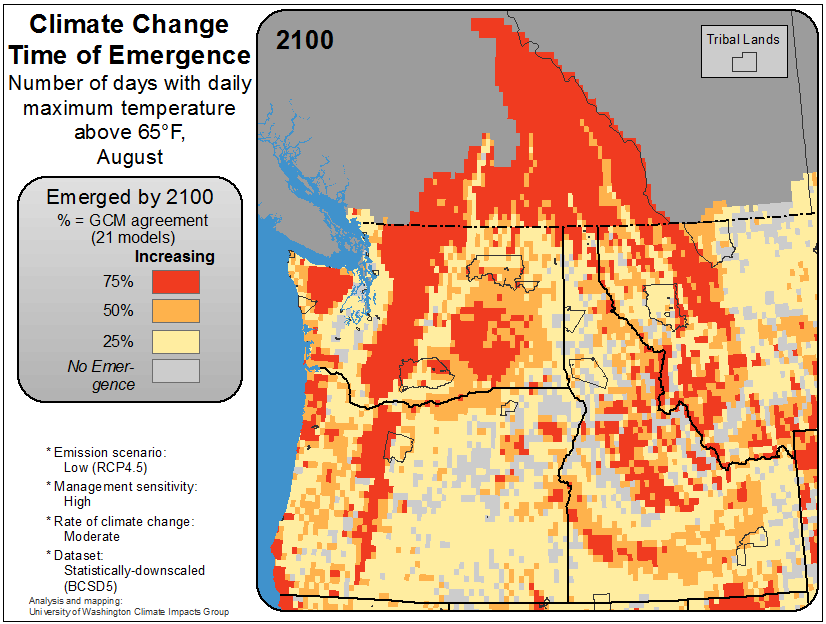 Climate Change
Time of Emergence
Number of days with daily
maximum temperature
above 65°F,
August
Emerged by 2100
% = GCM agreement
(21 models)
Increasing
75%
50%
25%
No Emer-
gence
* Emission scenario:
Low (RCP4.5)
* Management sensitivity:
High
* Rate of climate change:
Moderate
* Dataset:
Statistically-downscaled
(BCSD5)
Analysis and mapping:
University of Washington Climate Impacts Group
2100
Tribal Lands